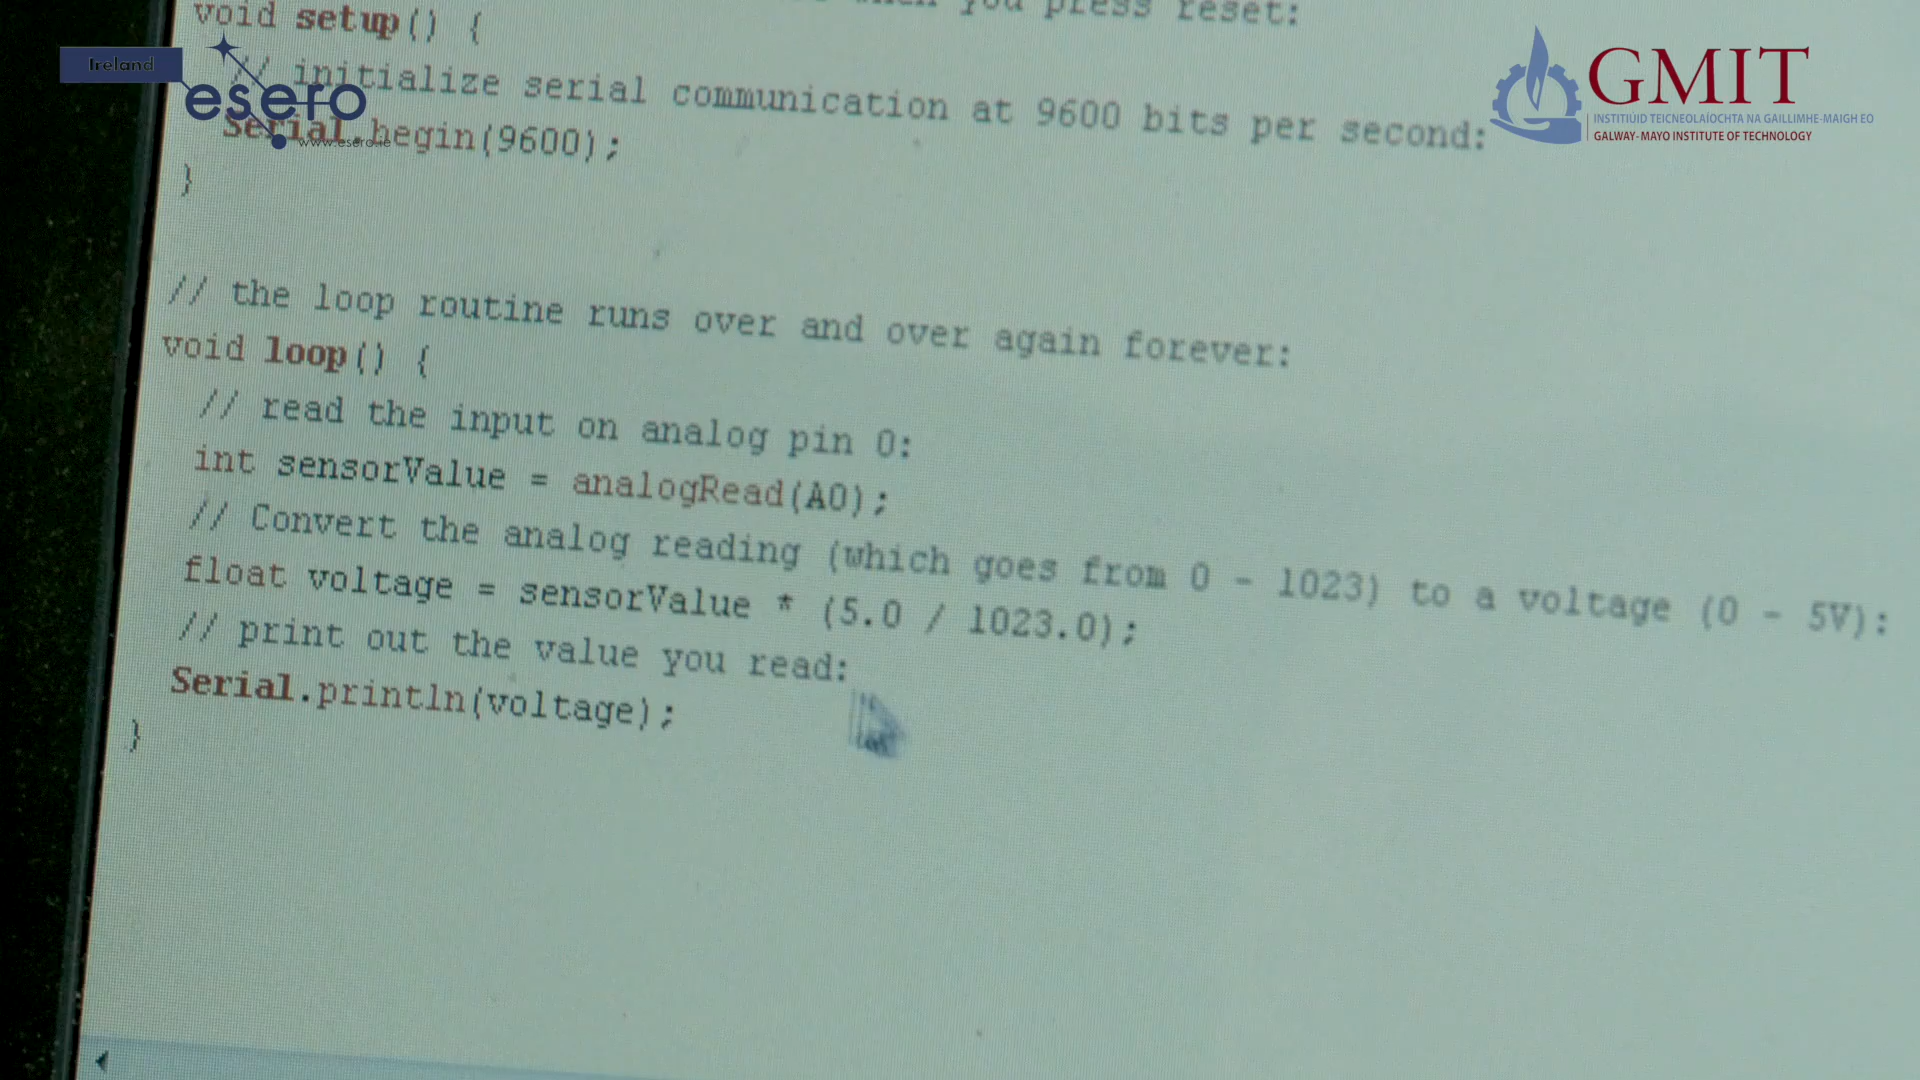 you press reset:
void setup() {
// initialize serial communication at 9600 bits per second:
Serial.begin(9600);
}
// the loop routine runs over and over again forever:
void loop() {
// read the input on analog pin 0:
int sensorValue = analogRead(A0);
// Convert the analog reading (which goes from 0 - 1023) to a voltage (0 - 5V):
float voltage = sensorValue * (5.0 / 1023.0);
// print out the value you read:
Serial.println(voltage);
}
Ireland
esero
www.esero.ie
GMIT
INSTITIÚID TEICNEOLAÍOCHTA NA GAILLIMHE-MAIGH EO
GALWAY-MAYO INSTITUTE OF TECHNOLOGY